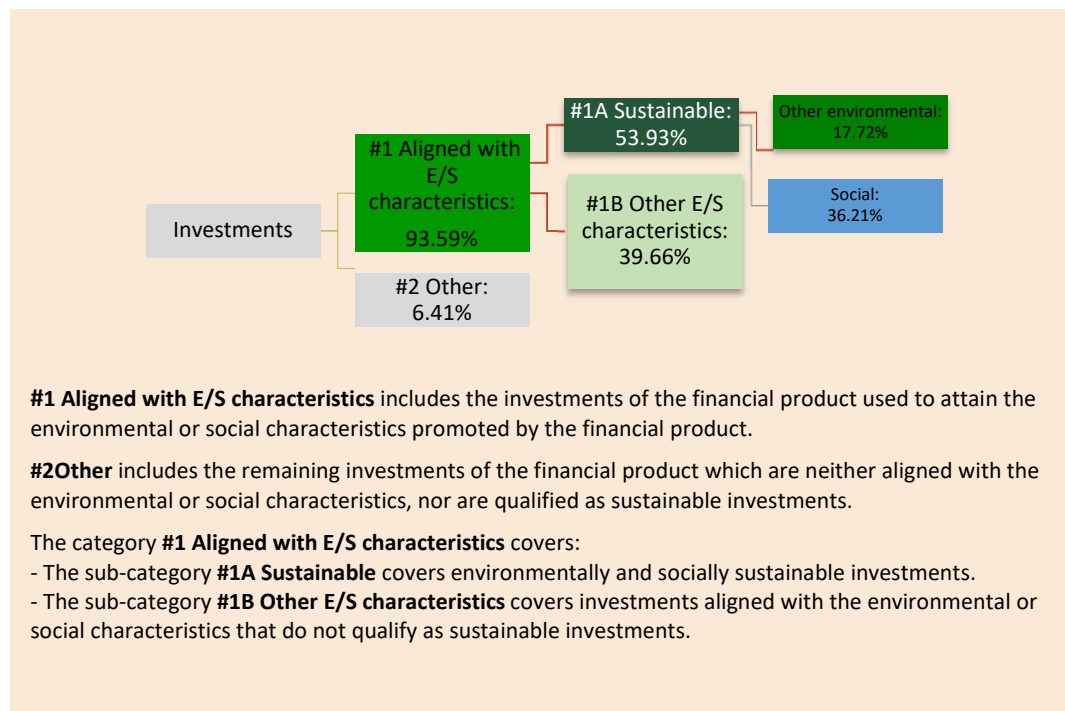 Investments
#1 Aligned with
E/S
characteristics:
93.59%
#2 Other:
6.41%
#1A Sustainable:
53.93%
#1B Other E/S
characteristics:
39.66%
Other environmental:
17.72%
Social:
36.21%
#1 Aligned with E/S characteristics includes the investments of the financial product used to attain the
environmental or social characteristics promoted by the financial product.
#2Other includes the remaining investments of the financial product which are neither aligned with the
environmental or social characteristics, nor are qualified as sustainable investments.
The category #1 Aligned with E/S characteristics covers:
- The sub-category #1A Sustainable covers environmentally and socially sustainable investments.
- The sub-category #1B Other E/S characteristics covers investments aligned with the environmental or
social characteristics that do not qualify as sustainable investments.